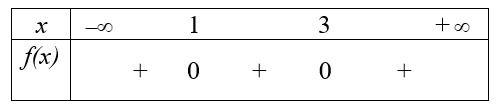 x –∞ 1 3 +∞
f(x) + 0 + 0 +